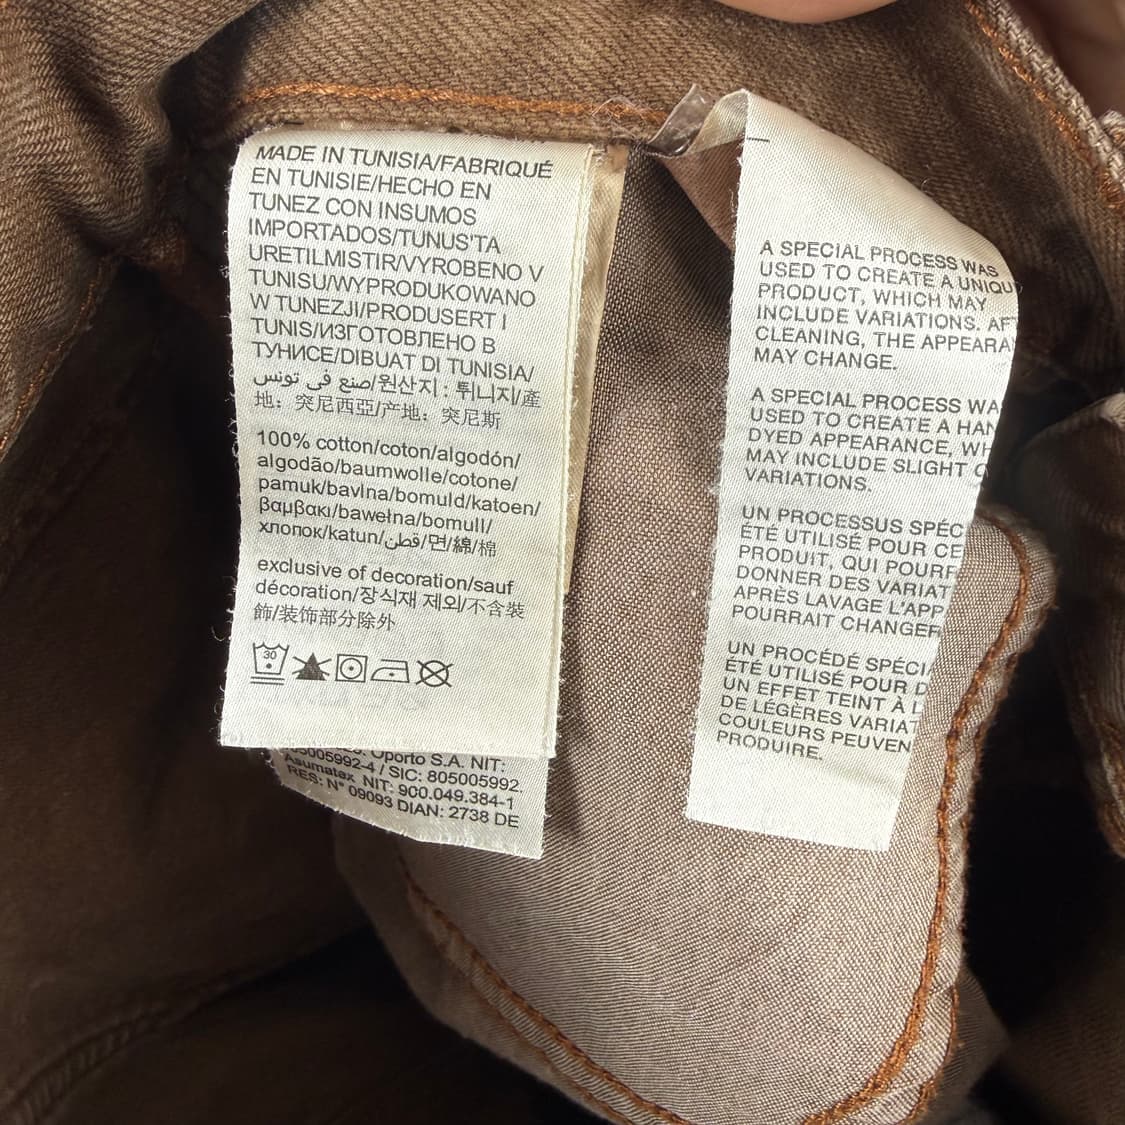 MADE IN TUNISIA/FABRIQUÉ
EN TUNISIE/HECHO EN
TUNEZ CON INSUMOS
IMPORTADOS/TUNUS'TA
URETILMISTIR/VYROBENO V
TUNISU/WYPRODUKOWANO
W TUNEZJI/PRODUSERT I
TUNIS/ИЗГОТОВЛЕНО В
ТУНИСЕ/DIBUAT DI TUNISIA/
صنع في تونس/원산지 : 튀니지/產
地：突尼西亞/产地：突尼斯
100% cotton/coton/algodón/
algodão/baumwolle/cotone/
pamuk/bavlna/bomuld/katoen/
βαμβακι/bawełna/bomull/
хлопок/katun/قطن/면/綿/棉
exclusive of decoration/sauf
décoration/장식재 제외/不含裝
飾/装饰部分除外
30
Oporto S.A. NIT:
805005992-4 / SIC: 805005992.
Asumatex NIT: 900.049.384-1
RES: N° 09093 DIAN: 2738 DE
A SPECIAL PROCESS WAS
USED TO CREATE A UNIQU
PRODUCT, WHICH MAY
INCLUDE VARIATIONS. AFT
CLEANING, THE APPEARA
MAY CHANGE.
A SPECIAL PROCESS WA
USED TO CREATE A HAN
DYED APPEARANCE, WH
MAY INCLUDE SLIGHT
VARIATIONS.
UN PROCESSUS SPÉC
ÉTÉ UTILISÉ POUR CE
PRODUIT, QUI POURR
DONNER DES VARIAT
APRÈS LAVAGE L'APP
POURRAIT CHANGER
UN PROCÉDÉ SPÉCI
ÉTÉ UTILISÉ POUR D
UN EFFET TEINT À L
DE LÉGÈRES VARIAT
COULEURS PEUVEN
PRODUIRE.